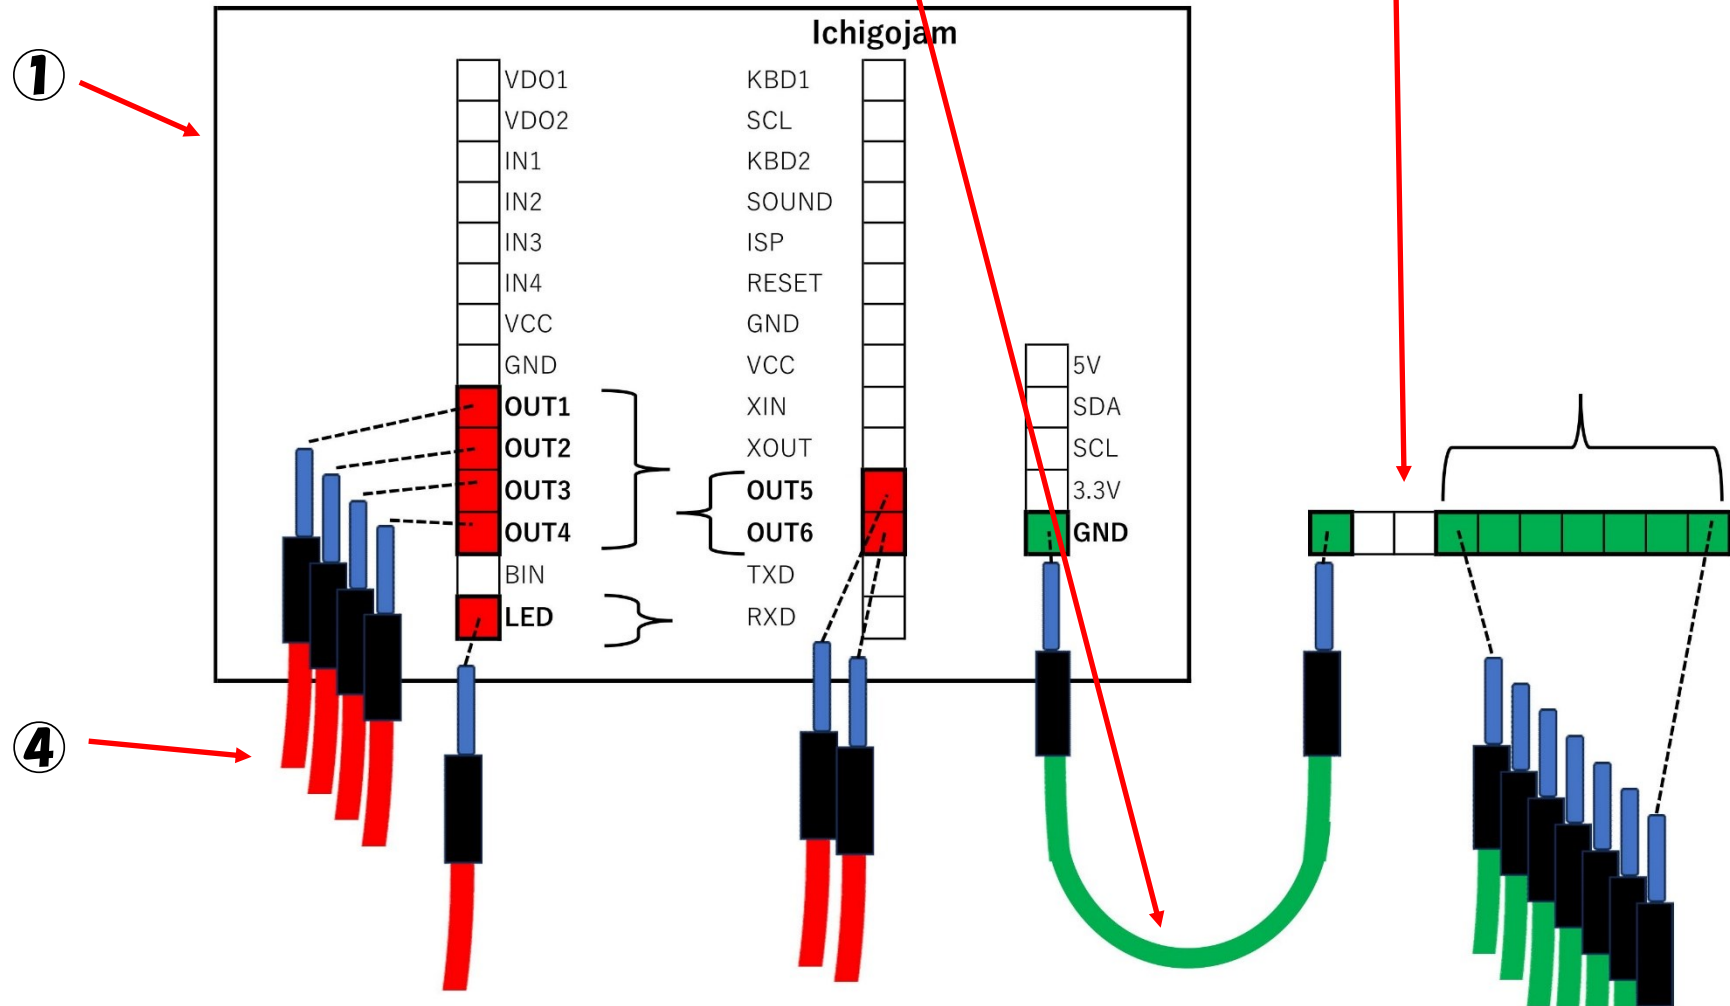 Ichigojam
①
VDO1
VDO2
IN1
IN2
IN3
IN4
VCC
GND
OUT1
OUT2
OUT3
OUT4
BIN
LED
KBD1
SCL
KBD2
SOUND
ISP
RESET
GND
VCC
XIN
XOUT
OUT5
OUT6
TXD
RXD
5V
SDA
SCL
3.3V
GND
④